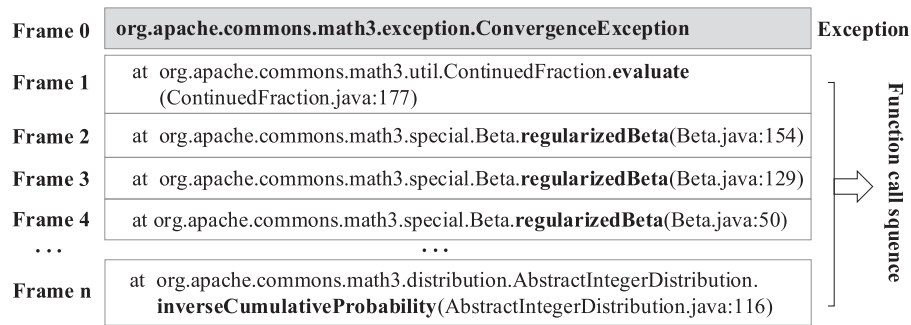 Frame 0 org.apache.commons.math3.exception.ConvergenceException Exception
Frame 1 at org.apache.commons.math3.util.ContinuedFraction.evaluate
(ContinuedFraction.java:177)
Frame 2 at org.apache.commons.math3.special.Beta.regularizedBeta(Beta.java:154)
Frame 3 at org.apache.commons.math3.special.Beta.regularizedBeta(Beta.java:129)
Frame 4 at org.apache.commons.math3.special.Beta.regularizedBeta(Beta.java:50)
... ...
Frame n at org.apache.commons.math3.distribution.AbstractIntegerDistribution.
inverseCumulativeProbability(AbstractIntegerDistribution.java:116)
Function call squence